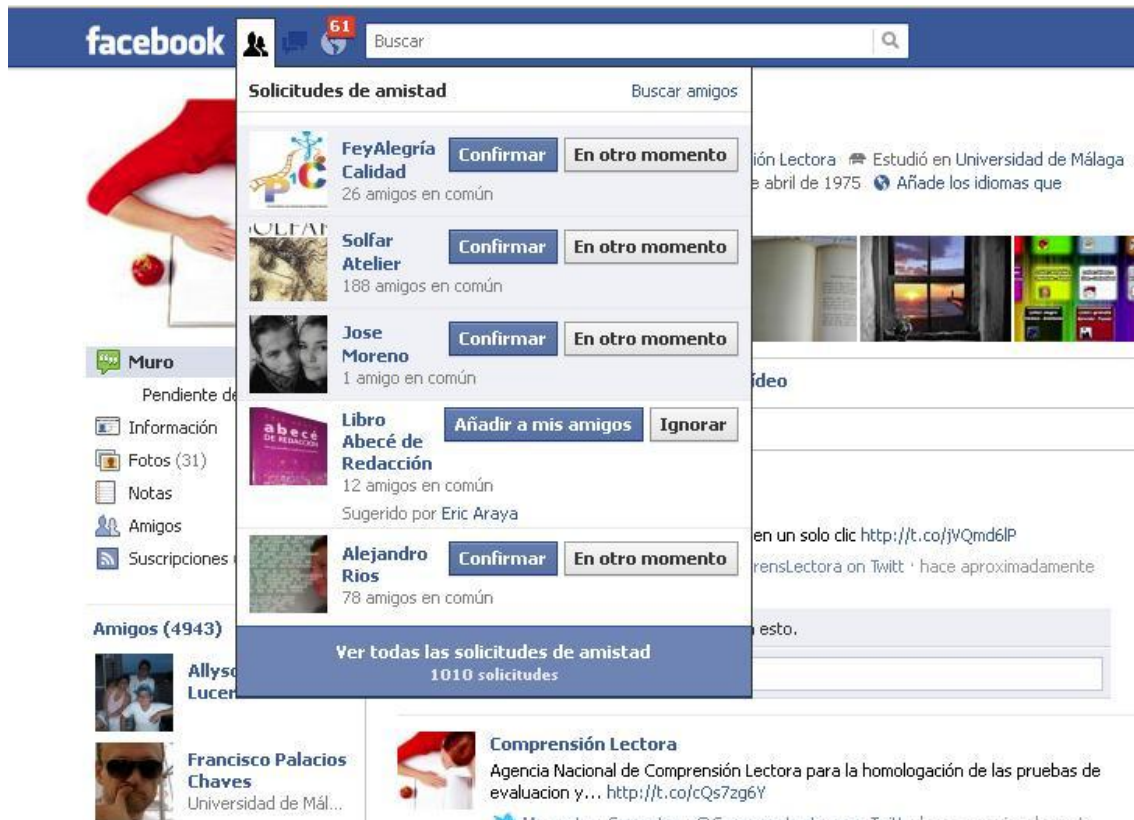 facebook
61
Buscar
Solicitudes de amistad
Buscar amigos
FeyAlegría
Calidad
26 amigos en común
Confirmar
En otro momento
SOLFAR
Solfar
Atelier
188 amigos en común
Confirmar
En otro momento
Jose
Moreno
1 amigo en común
Confirmar
En otro momento
abecé
DE REDACCIÓN
Libro
Abecé de
Redacción
12 amigos en común
Sugerido por Eric Araya
Añadir a mis amigos
Ignorar
Alejandro
Rios
78 amigos en común
Confirmar
En otro momento
Ver todas las solicitudes de amistad
1010 solicitudes
ión Lectora Estudió en Universidad de Málaga
e abril de 1975 Añade los idiomas que
Muro
Pendiente de
Información
Fotos (31)
Notas
Amigos
Suscripciones
ídeo
en un solo clic http://t.co/jVQmd6lP
rensLectora on Twitt · hace aproximadamente
esto.
Amigos (4943)
Allyso
Lucer
Francisco Palacios
Chaves
Universidad de Mál...
Comprensión Lectora
Agencia Nacional de Comprensión Lectora para la homologación de las pruebas de
evaluacion y... http://t.co/cQs7zg6Y